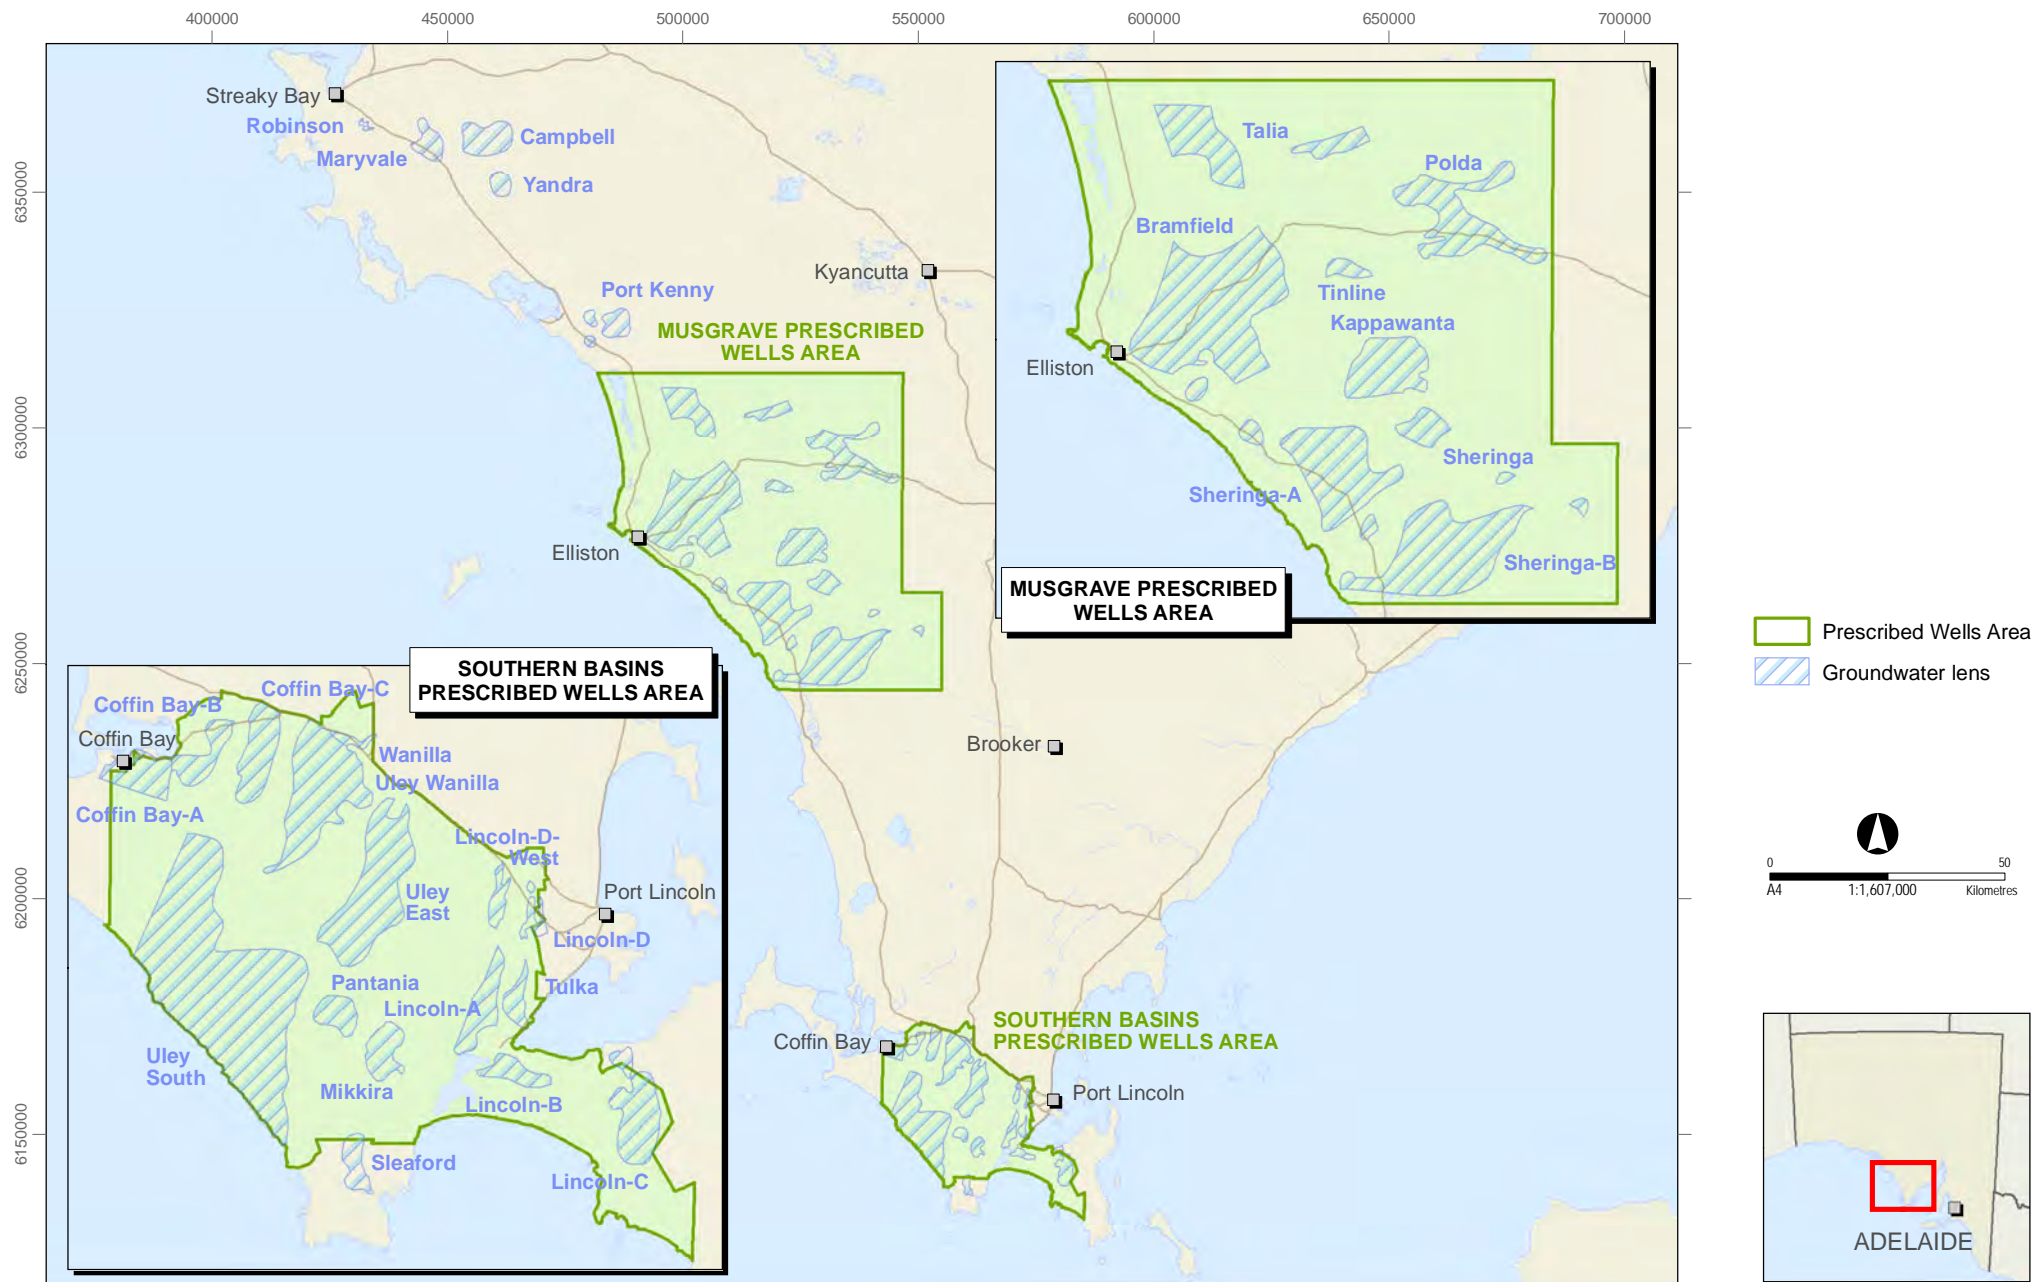 400000
450000
500000
550000
600000
650000
700000
6350000
6300000
6250000
6200000
6150000
Streaky Bay
Robinson
Maryvale
Campbell
Yandra
Kyancutta
Port Kenny
MUSGRAVE PRESCRIBED
WELLS AREA
Elliston
Brooker
Coffin Bay
SOUTHERN BASINS
PRESCRIBED WELLS AREA
Port Lincoln
Talia
Polda
Bramfield
Tinline
Kappawanta
Elliston
Sheringa
Sheringa-A
Sheringa-B
MUSGRAVE PRESCRIBED
WELLS AREA
SOUTHERN BASINS
PRESCRIBED WELLS AREA
Coffin Bay-C
Coffin Bay-B
Coffin Bay
Wanilla
Uley Wanilla
Coffin Bay-A
Lincoln-D-
West
Uley
East
Port Lincoln
Lincoln-D
Pantania
Tulka
Lincoln-A
Uley
South
Mikkira
Lincoln-B
Sleaford
Lincoln-C
Prescribed Wells Area
Groundwater lens
0
50
A4
1:1,607,000
Kilometres
ADELAIDE